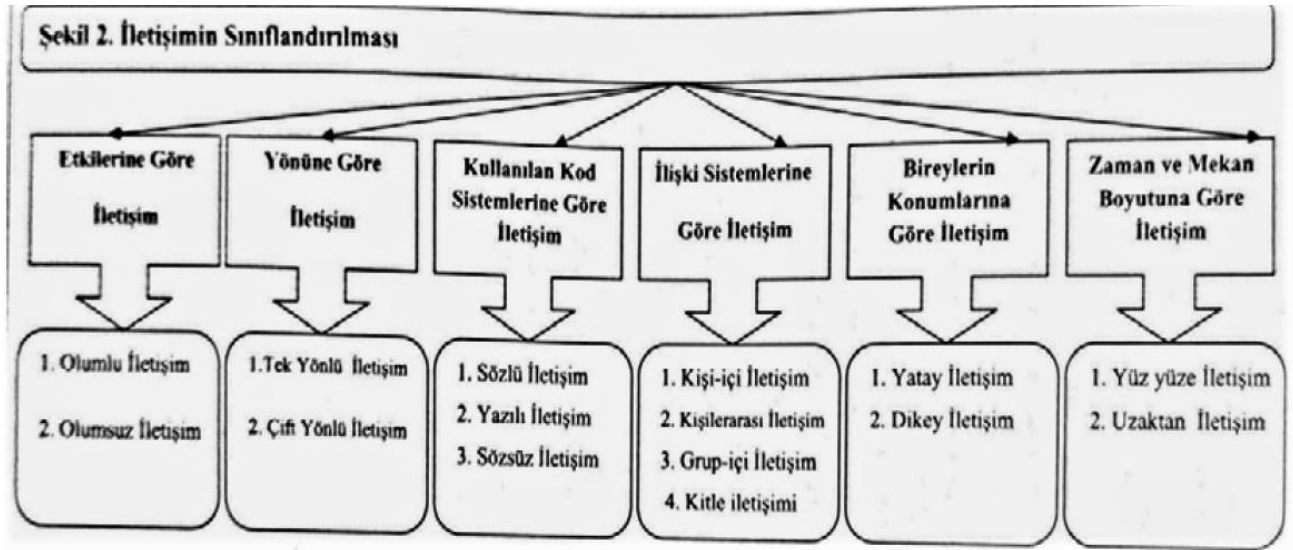 Şekil 2. İletişimin Sınıflandırılması
Etkilerine Göre
İletişim
Yönüne Göre
İletişim
Kullanılan Kod
Sistemlerine Göre
İletişim
İlişki Sistemlerine
Göre İletişim
Bireylerin
Konumlarına
Göre İletişim
Zaman ve Mekan
Boyutuna Göre
İletişim
1. Olumlu İletişim
2. Olumsuz İletişim
1.Tek Yönlü İletişim
2. Çift Yönlü İletişim
1. Sözlü İletişim
2. Yazılı İletişim
3. Sözsüz İletişim
1. Kişi-içi İletişim
2. Kişilerarası İletişim
3. Grup-içi İletişim
4. Kitle iletişimi
1. Yatay İletişim
2. Dikey İletişim
1. Yüz yüze İletişim
2. Uzaktan İletişim